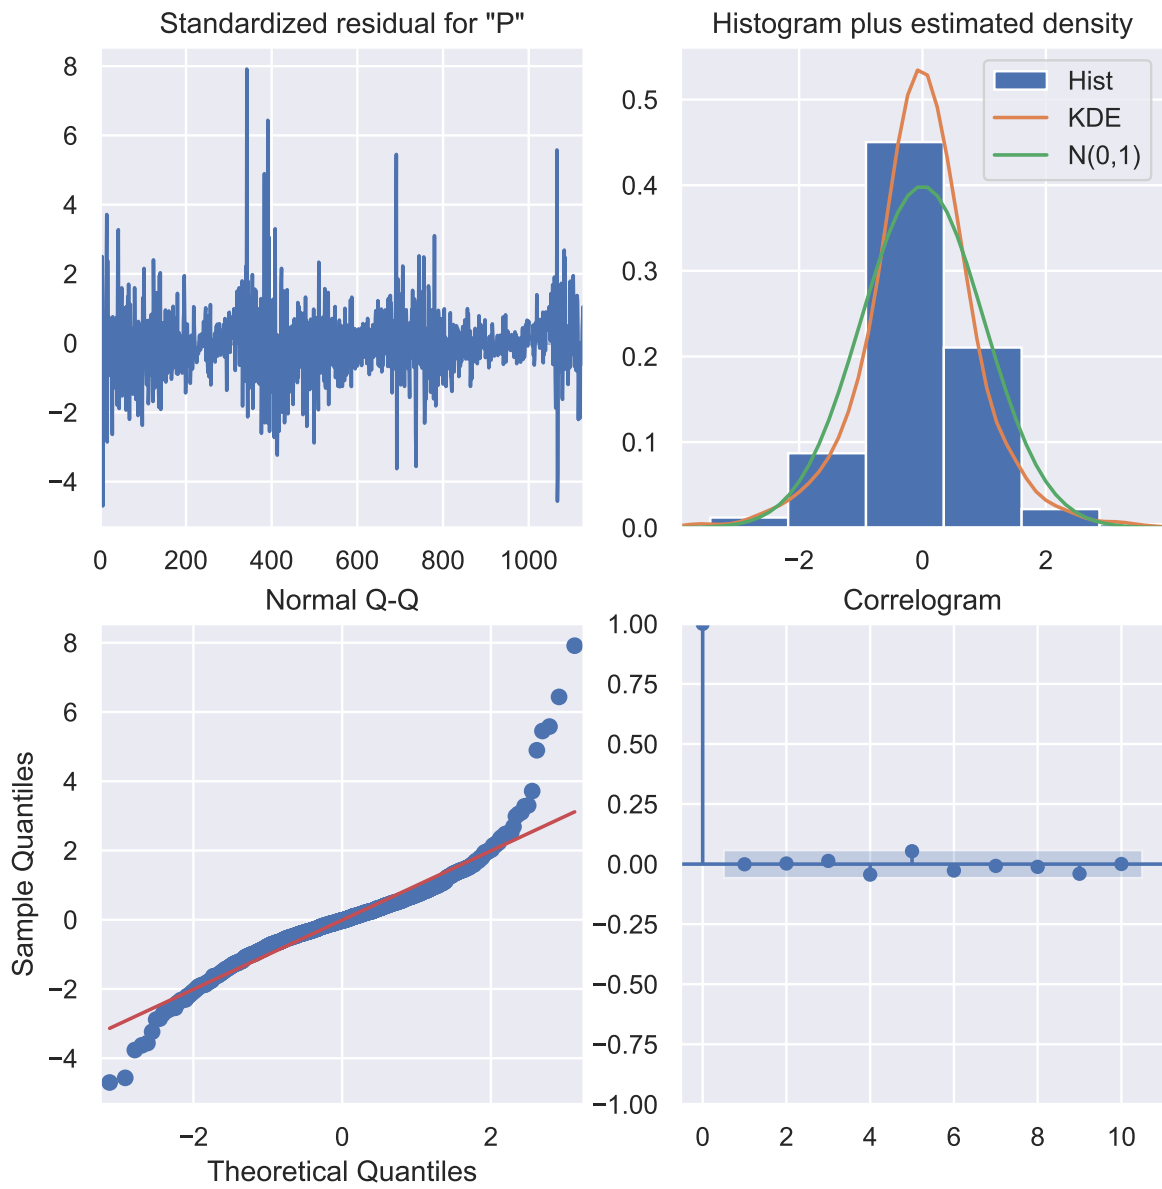 Standardized residual for "P"
8
6
4
2
0
−2
−4
0 200 400 600 800 1000
Histogram plus estimated density
Hist
KDE
N(0,1)
0.5
0.4
0.3
0.2
0.1
0.0
−2 0 2
Normal Q-Q
Sample Quantiles
8
6
4
2
0
−2
−4
−2 0 2
Theoretical Quantiles
Correlogram
1.00
0.75
0.50
0.25
0.00
−0.25
−0.50
−0.75
−1.00
0 2 4 6 8 10